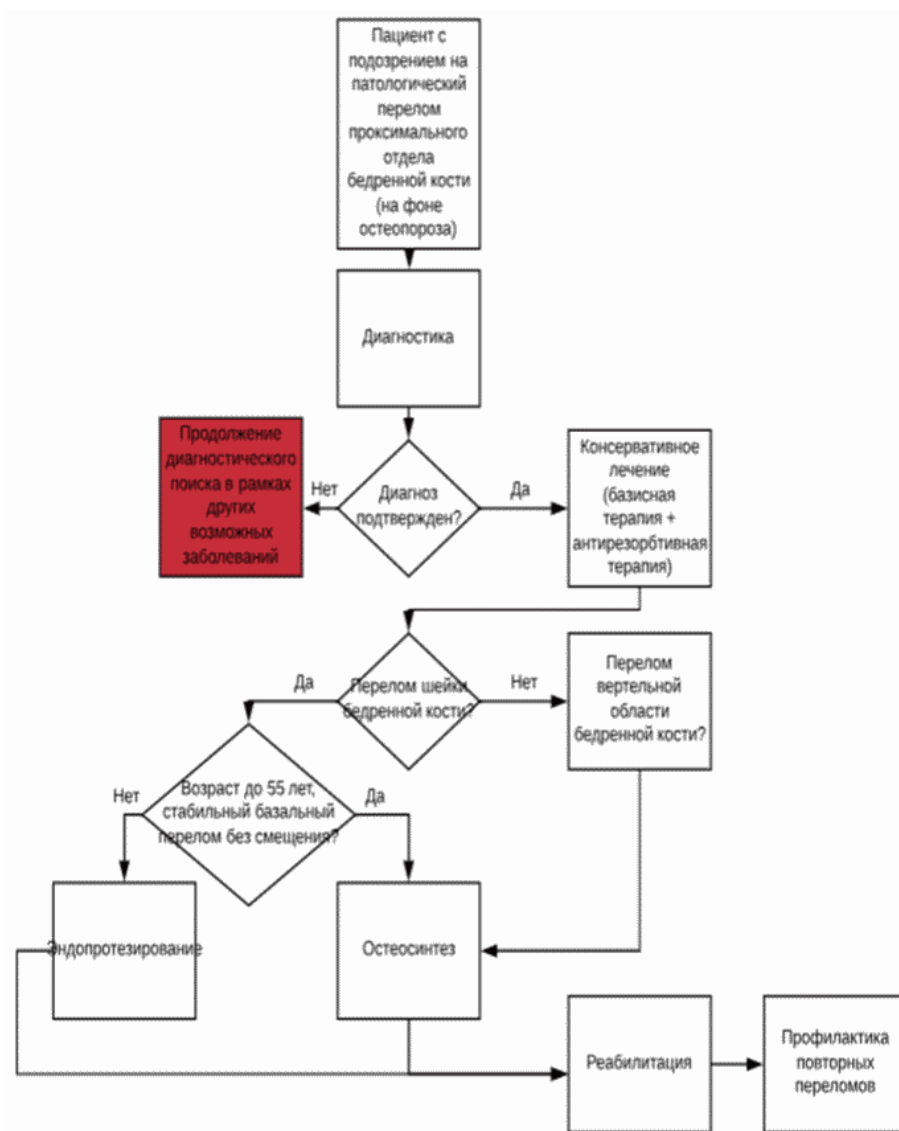 Пациент с
подозрением на
патологический
перелом
проксимального
отдела
бедренной кости
(на фоне
остеопороза)
Диагностика
Продолжение
диагностического
поиска в рамках
других
возможных
заболеваний
Нет
Диагноз
подтвержден?
Да
Консервативное
лечение
(базисная
терапия +
антирезорбтивная
терапия)
Да
Перелом шейки
бедренной кости?
Нет
Перелом
вертельной
области
бедренной кости?
Нет
Возраст до 55 лет,
стабильный базальный
перелом без смещения?
Да
Эндопротезирование
Остеосинтез
Реабилитация
Профилактика
повторных
переломов